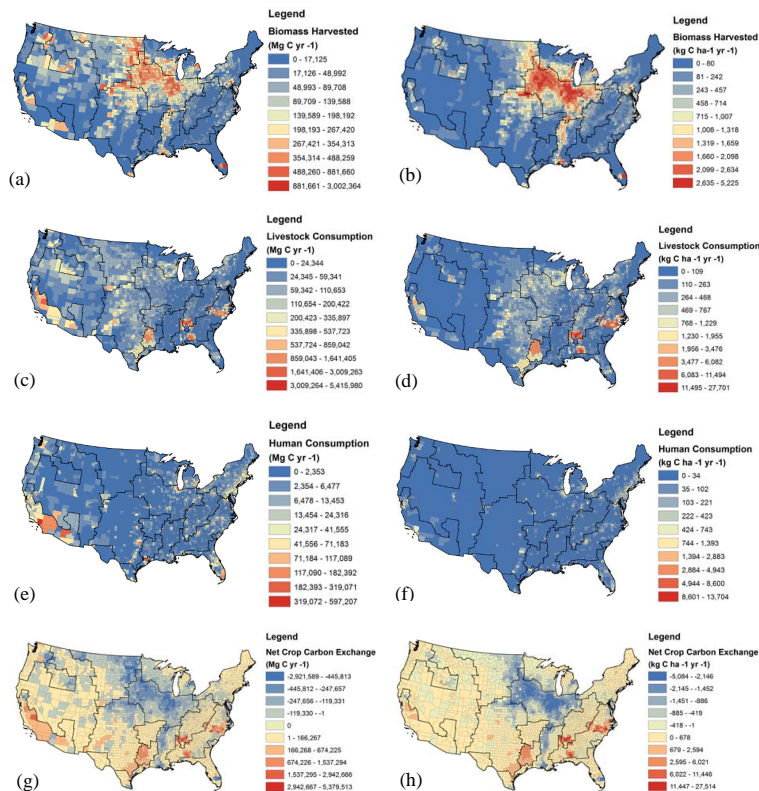 Legend
Biomass Harvested
(Mg C yr -1)
0 - 17,125
17,126 - 48,992
48,993 - 89,708
89,709 - 139,588
139,589 - 198,192
198,193 - 267,420
267,421 - 354,313
354,314 - 488,259
488,260 - 881,660
881,661 - 3,002,364
(a)
Legend
Biomass Harvested
(kg C ha-1 yr -1)
0 - 80
81 - 242
243 - 457
458 - 714
715 - 1,007
1,008 - 1,318
1,319 - 1,659
1,660 - 2,098
2,099 - 2,634
2,635 - 5,225
(b)
Legend
Livestock Consumption
(Mg C yr -1)
0 - 24,344
24,345 - 59,341
59,342 - 110,653
110,654 - 200,422
200,423 - 335,897
335,898 - 537,723
537,724 - 859,042
859,043 - 1,641,405
1,641,406 - 3,009,263
3,009,264 - 5,415,980
(c)
Legend
Livestock Consumption
(kg C ha -1 yr -1)
0 - 109
110 - 263
264 - 468
469 - 767
768 - 1,229
1,230 - 1,955
1,956 - 3,476
3,477 - 6,082
6,083 - 11,494
11,495 - 27,701
(d)
Legend
Human Consumption
(Mg C yr -1)
0 - 2,353
2,354 - 6,477
6,478 - 13,453
13,454 - 24,316
24,317 - 41,555
41,556 - 71,183
71,184 - 117,089
117,090 - 182,392
182,393 - 319,071
319,072 - 597,207
(e)
Legend
Human Consumption
(kg C ha -1 yr -1)
0 - 34
35 - 102
103 - 221
222 - 423
424 - 743
744 - 1,393
1,394 - 2,883
2,884 - 4,943
4,944 - 8,600
8,601 - 13,704
(f)
Legend
Net Crop Carbon Exchange
(Mg C yr -1)
-2,921,589 - -445,813
-445,812 - -247,657
-247,656 - -119,331
-119,330 - -1
0
1 - 166,267
166,268 - 674,225
674,226 - 1,537,294
1,537,295 - 2,942,666
2,942,667 - 5,379,513
(g)
Legend
Net Crop Carbon Exchange
(kg C ha -1 yr -1)
-5,084 - -2,146
-2,145 - -1,452
-1,451 - -886
-885 - -419
-418 - -1
0 - 678
679 - 2,594
2,595 - 6,021
6,022 - 11,446
11,447 - 27,514
(h)